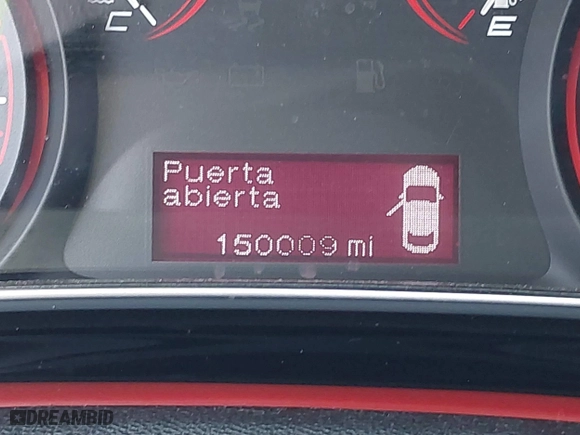 C
E
Puerta
abierta
150009 mi
DREAMBID